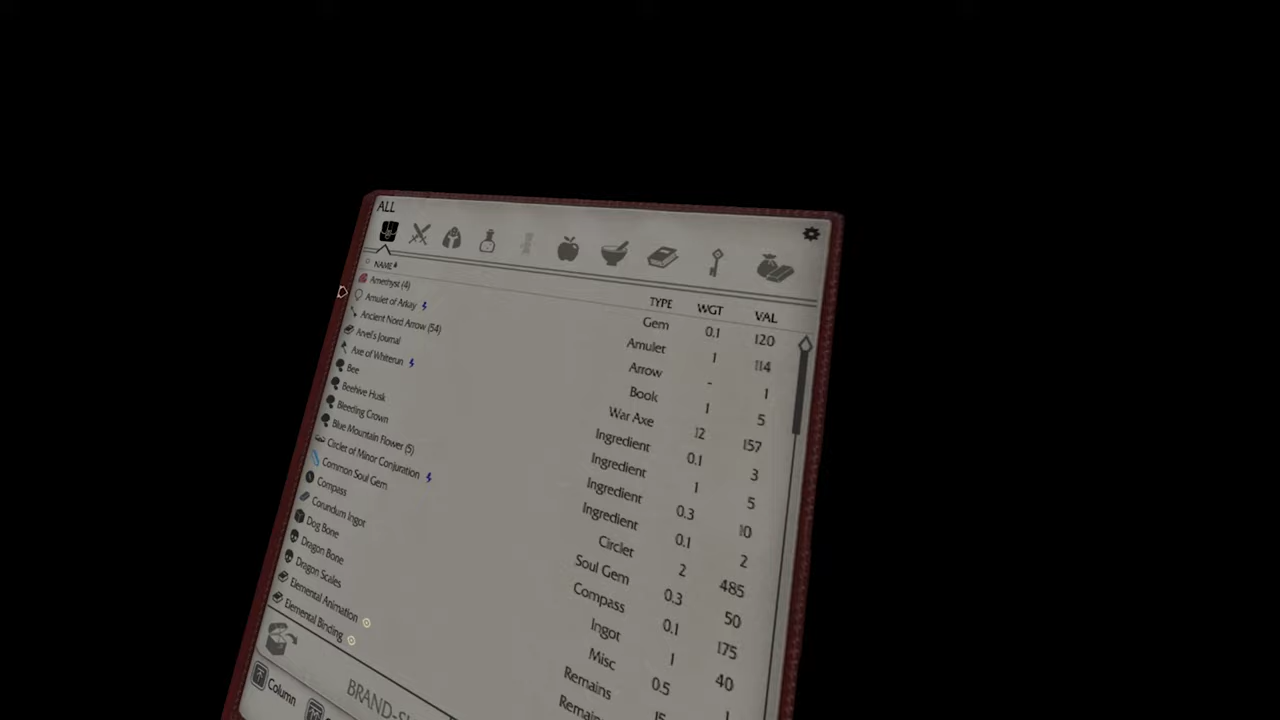 ALL
NAME TYPE WGT VAL
Amethyst (4) Gem 0.1 120
Amulet of Arkay Amulet 1 114
Ancient Nord Arrow (54) Arrow - 1
Arvel's Journal Book 1 5
Axe of Whiterun War Axe 12 157
Bee Ingredient 0.1 3
Beehive Husk Ingredient 1 5
Bleeding Crown Ingredient 0.3 10
Blue Mountain Flower (5) Ingredient 0.1 2
Circlet of Minor Conjuration Circlet 2 485
Common Soul Gem Soul Gem 0.3 50
Compass Compass 0.1 175
Corundum Ingot Ingot 1 40
Dog Bone Misc 0.5 1
Dragon Bone Remains 15
Dragon Scales
Elemental Animation
Elemental Binding
Column